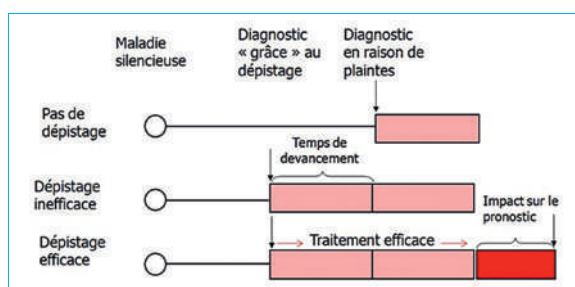 Maladie
silencieuse
Diagnostic
« grâce » au
dépistage
Diagnostic
en raison de
plaintes
Pas de
dépistage
Temps de
devancement
Dépistage
inefficace
Impact sur le
pronostic
Dépistage
efficace
Traitement efficace